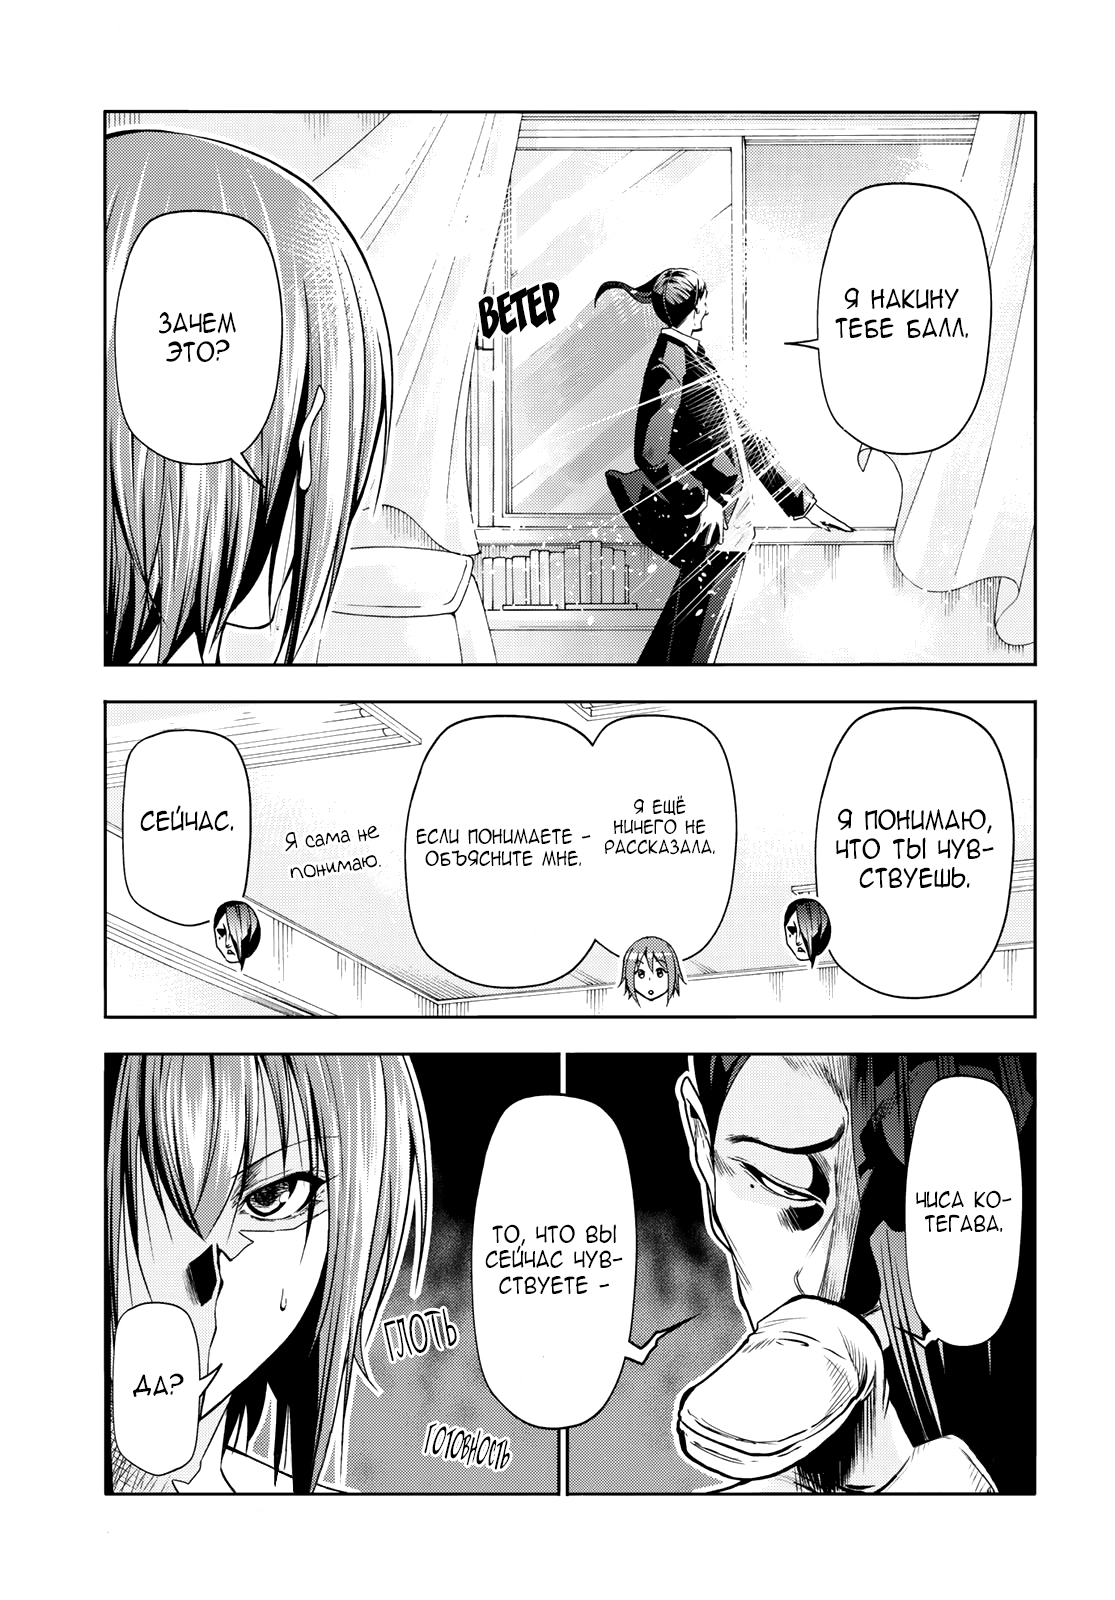 Я НАКИНУ
ТЕБЕ БАЛЛ.
ВЕТЕР
ЗАЧЕМ
ЭТО?
Я ПОНИМАЮ,
ЧТО ТЫ ЧУВ-
СТВУЕШЬ.
Я ЕЩЁ
НИЧЕГО НЕ
РАССКАЗАЛА.
ЕСЛИ ПОНИМАЕТЕ -
ОБЪЯСНИТЕ МНЕ.
Я сама не
понимаю.
СЕЙЧАС.
ЧИСА КО-
ТЕГАВА.
ТО, ЧТО ВЫ
СЕЙЧАС ЧУВ-
СТВУЕТЕ -
ГЛОТЬ
ГОТОВНОСТЬ
ДА?